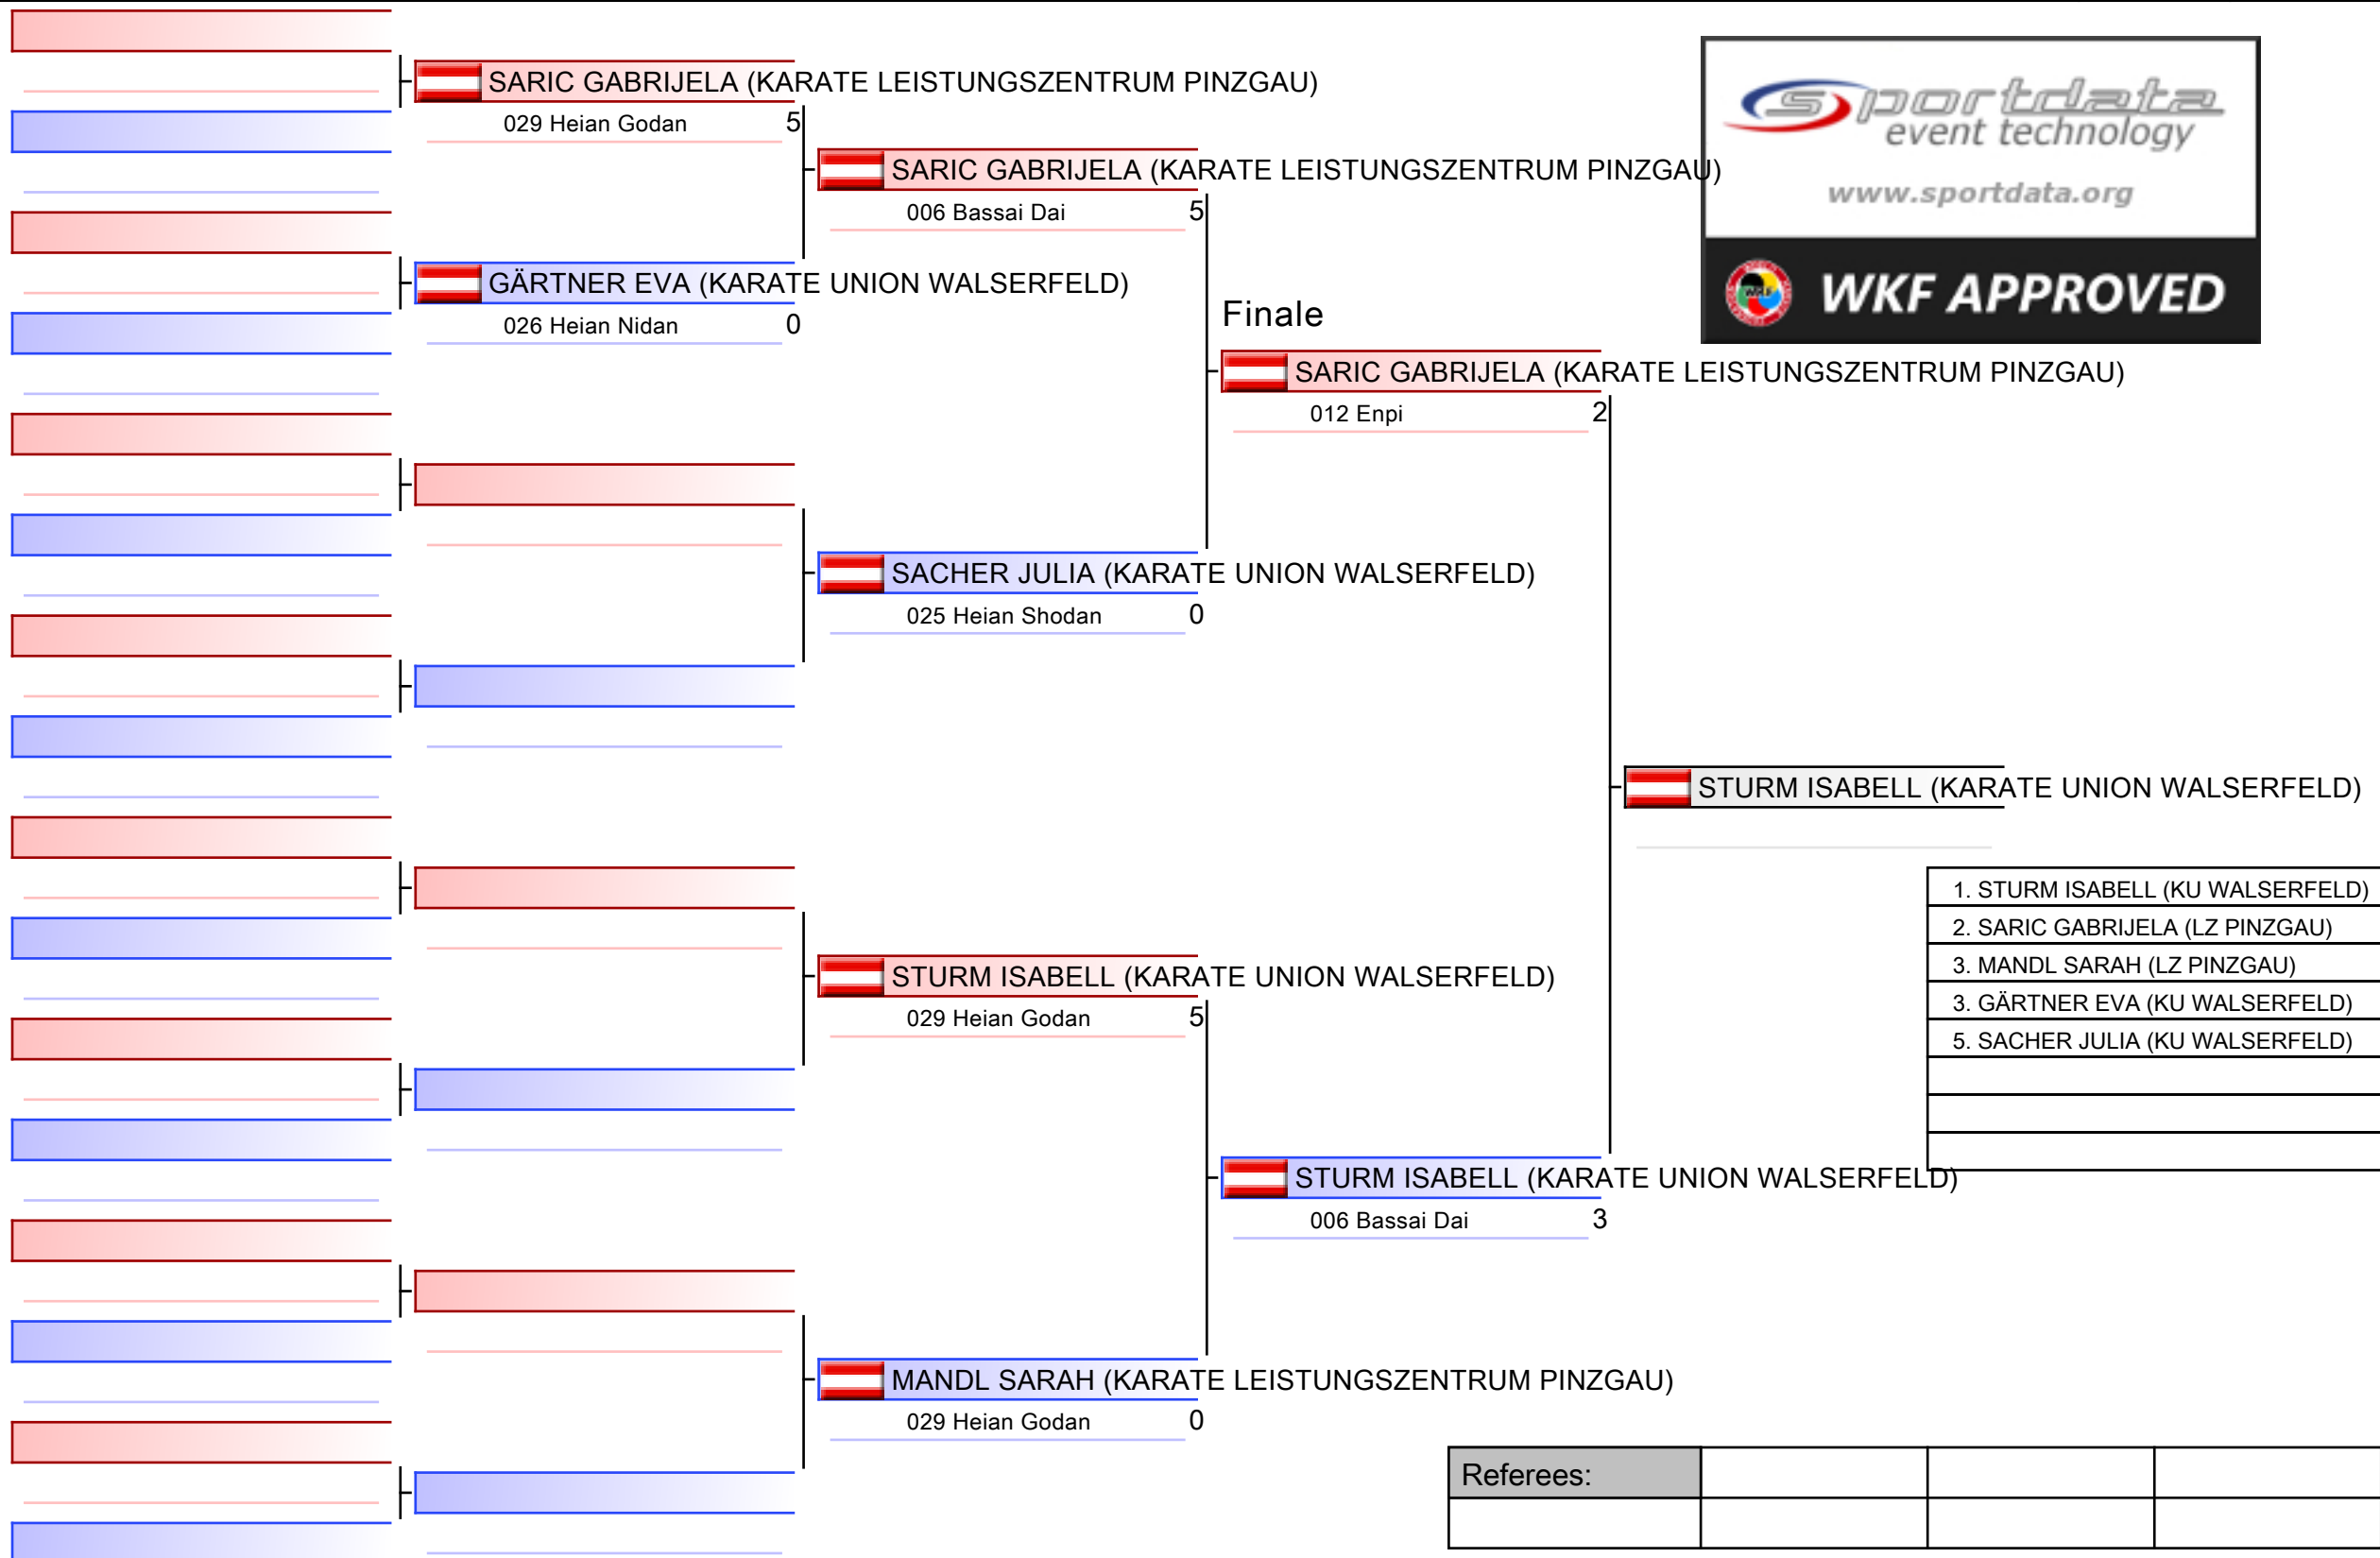 SARIC GABRIJELA (KARATE LEISTUNGSZENTRUM PINZGAU)
029 Heian Godan 5
GÄRTNER EVA (KARATE UNION WALSERFELD)
026 Heian Nidan 0
SARIC GABRIJELA (KARATE LEISTUNGSZENTRUM PINZGAU)
006 Bassai Dai 5
SACHER JULIA (KARATE UNION WALSERFELD)
025 Heian Shodan 0
STURM ISABELL (KARATE UNION WALSERFELD)
029 Heian Godan 5
MANDL SARAH (KARATE LEISTUNGSZENTRUM PINZGAU)
029 Heian Godan 0
Finale
SARIC GABRIJELA (KARATE LEISTUNGSZENTRUM PINZGAU)
012 Enpi 2
STURM ISABELL (KARATE UNION WALSERFELD)
006 Bassai Dai 3
STURM ISABELL (KARATE UNION WALSERFELD)
sportdata
event technology
www.sportdata.org
WKF
WKF APPROVED
1. STURM ISABELL (KU WALSERFELD)
2. SARIC GABRIJELA (LZ PINZGAU)
3. MANDL SARAH (LZ PINZGAU)
3. GÄRTNER EVA (KU WALSERFELD)
5. SACHER JULIA (KU WALSERFELD)
Referees: